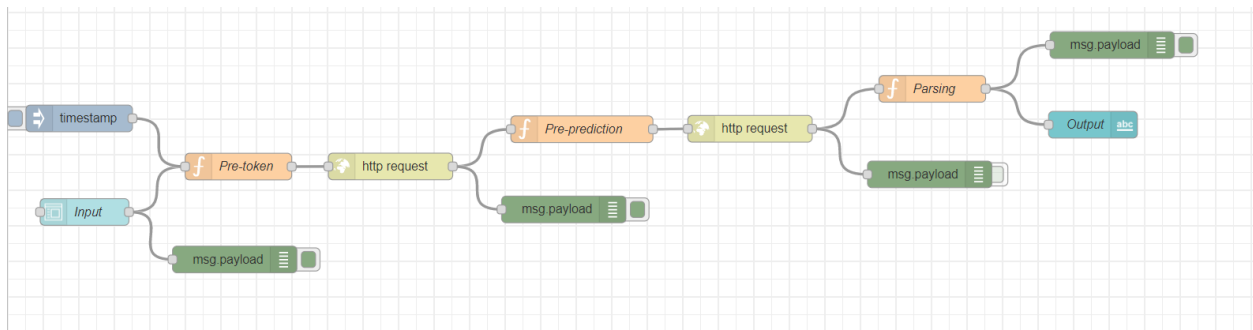 timestamp
Input
msg.payload
Pre-token
http request
msg.payload
Pre-prediction
http request
msg.payload
Parsing
msg.payload
Output abc